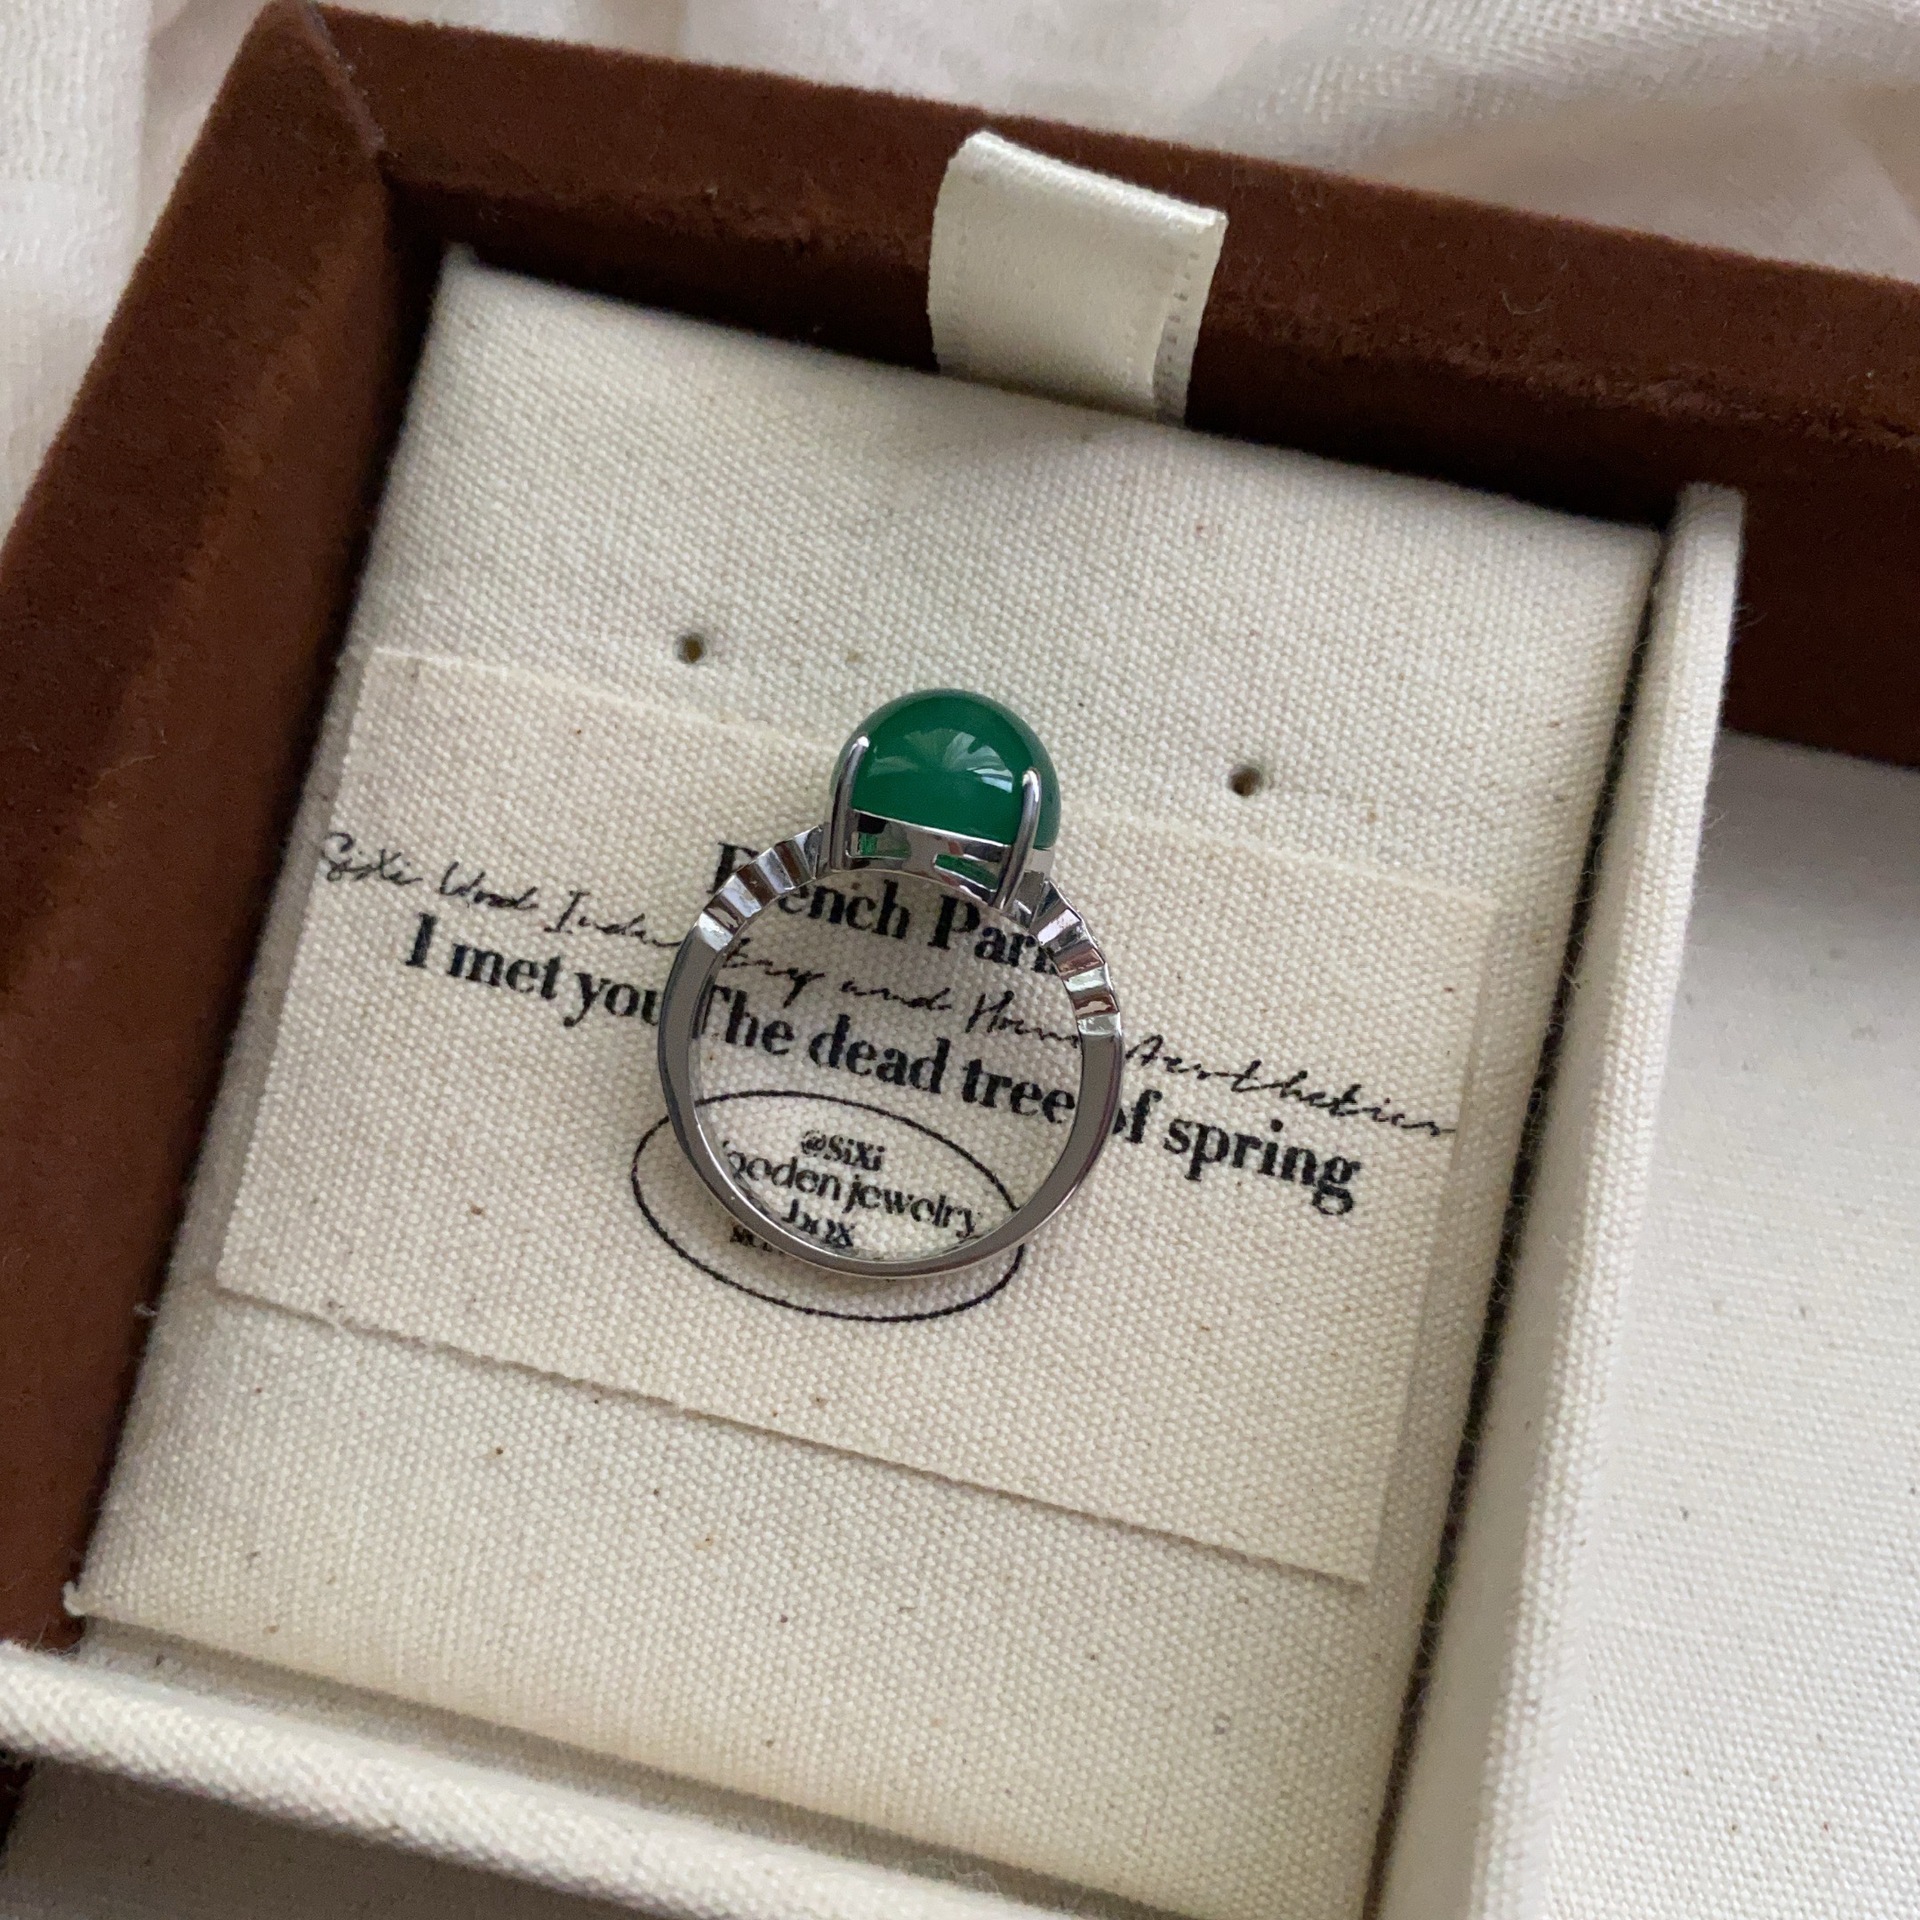 French Paris
SiXi Wood Industry and Home Aesthetics
I met you The dead tree of spring
@SiXi
wooden jewelry
box